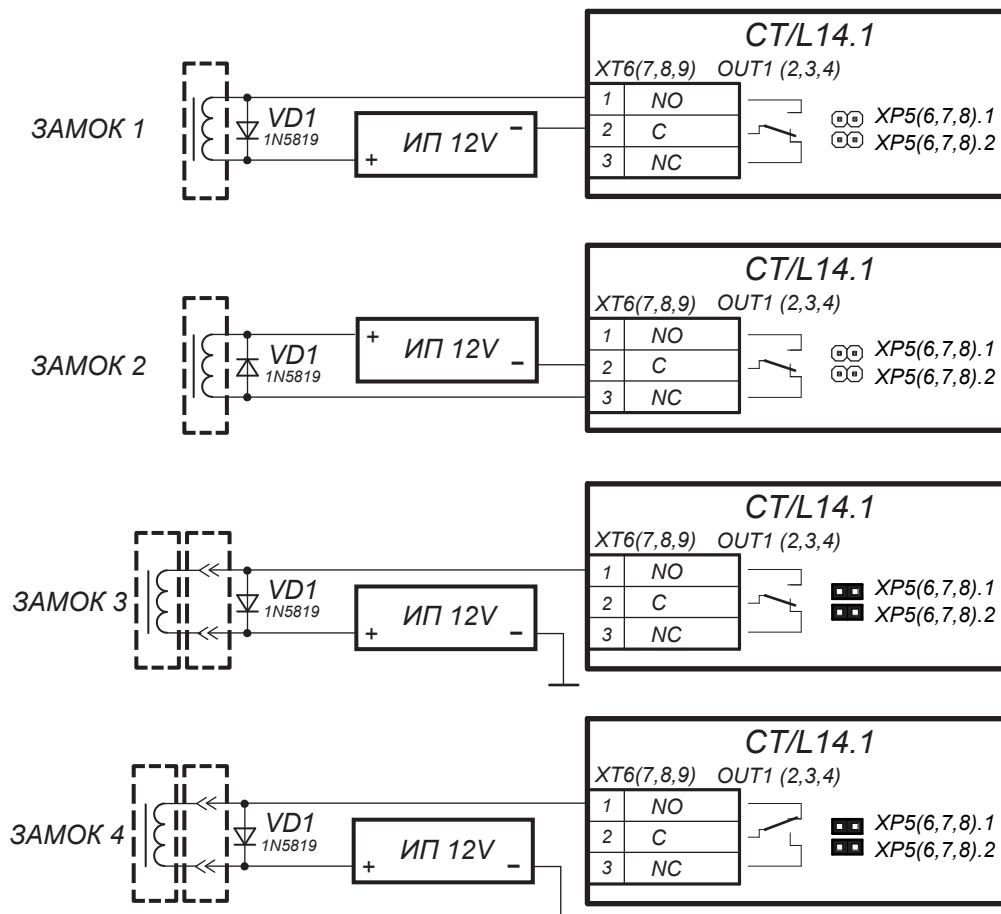 CT/L14.1
XT6(7,8,9) OUT1 (2,3,4)
ЗАМОК 1
VD1
1N5819
+ ИП 12V −
1 NO
2 C
3 NC
XP5(6,7,8).1
XP5(6,7,8).2
CT/L14.1
XT6(7,8,9) OUT1 (2,3,4)
ЗАМОК 2
VD1
1N5819
+ ИП 12V −
1 NO
2 C
3 NC
XP5(6,7,8).1
XP5(6,7,8).2
CT/L14.1
XT6(7,8,9) OUT1 (2,3,4)
ЗАМОК 3
VD1
1N5819
+ ИП 12V −
1 NO
2 C
3 NC
XP5(6,7,8).1
XP5(6,7,8).2
CT/L14.1
XT6(7,8,9) OUT1 (2,3,4)
ЗАМОК 4
VD1
1N5819
+ ИП 12V −
1 NO
2 C
3 NC
XP5(6,7,8).1
XP5(6,7,8).2